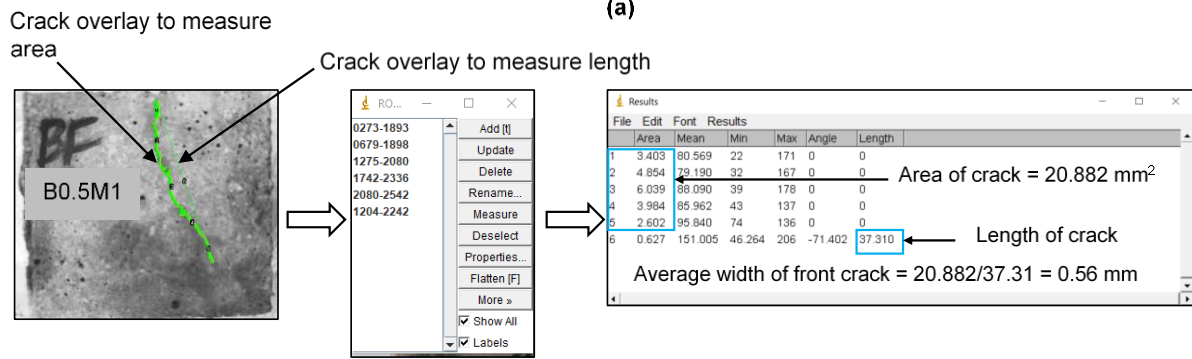 (a)
Crack overlay to measure
area
Crack overlay to measure length
BF
B0.5M1
RO...
0273-1893
0679-1898
1275-2080
1742-2336
2080-2542
1204-2242
Add [t]
Update
Delete
Rename...
Measure
Deselect
Properties...
Flatten [F]
More »
Show All
Labels
Results
File Edit Font Results
Area Mean Min Max Angle Length
1 3.403 80.569 22 171 0 0
2 4.854 79.190 32 167 0 0
3 6.039 88.090 39 178 0 0
4 3.984 85.962 43 137 0 0
5 2.602 95.840 74 136 0 0
6 0.627 151.005 46.264 206 -71.402 37.310
Area of crack = 20.882 mm²
Length of crack
Average width of front crack = 20.882/37.31 = 0.56 mm